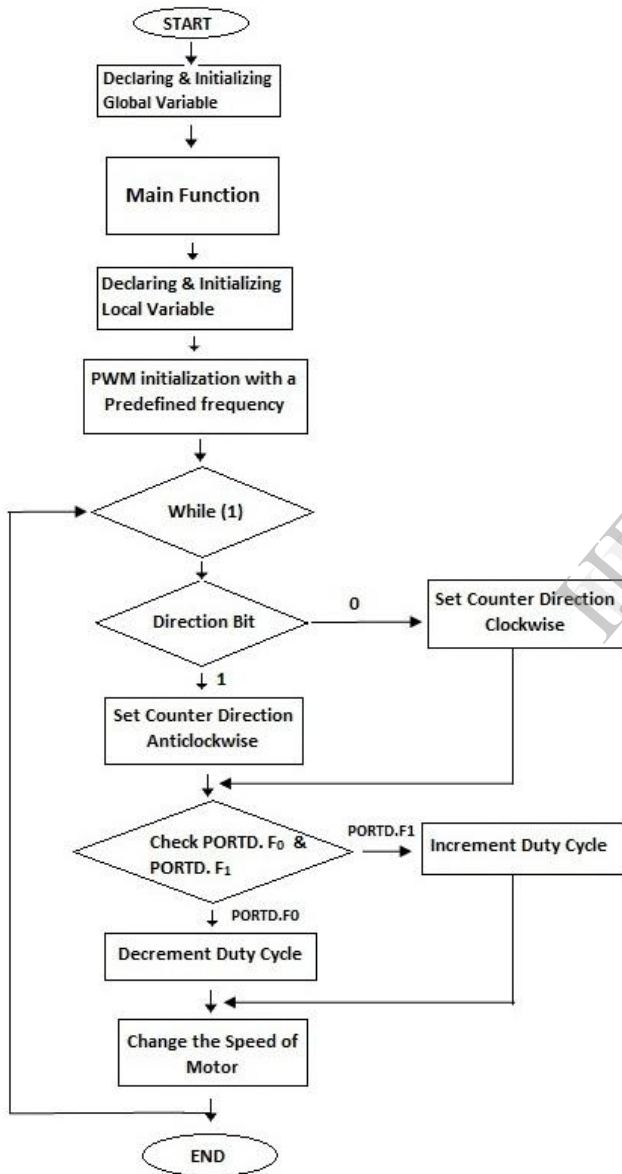 START
Declaring & Initializing
Global Variable
Main Function
Declaring & Initializing
Local Variable
PWM initialization with a
Predefined frequency
While (1)
Direction Bit
0
Set Counter Direction
Clockwise
1
Set Counter Direction
Anticlockwise
Check PORTD. F0 &
PORTD. F1
PORTD.F1
Increment Duty Cycle
PORTD.F0
Decrement Duty Cycle
Change the Speed of
Motor
END